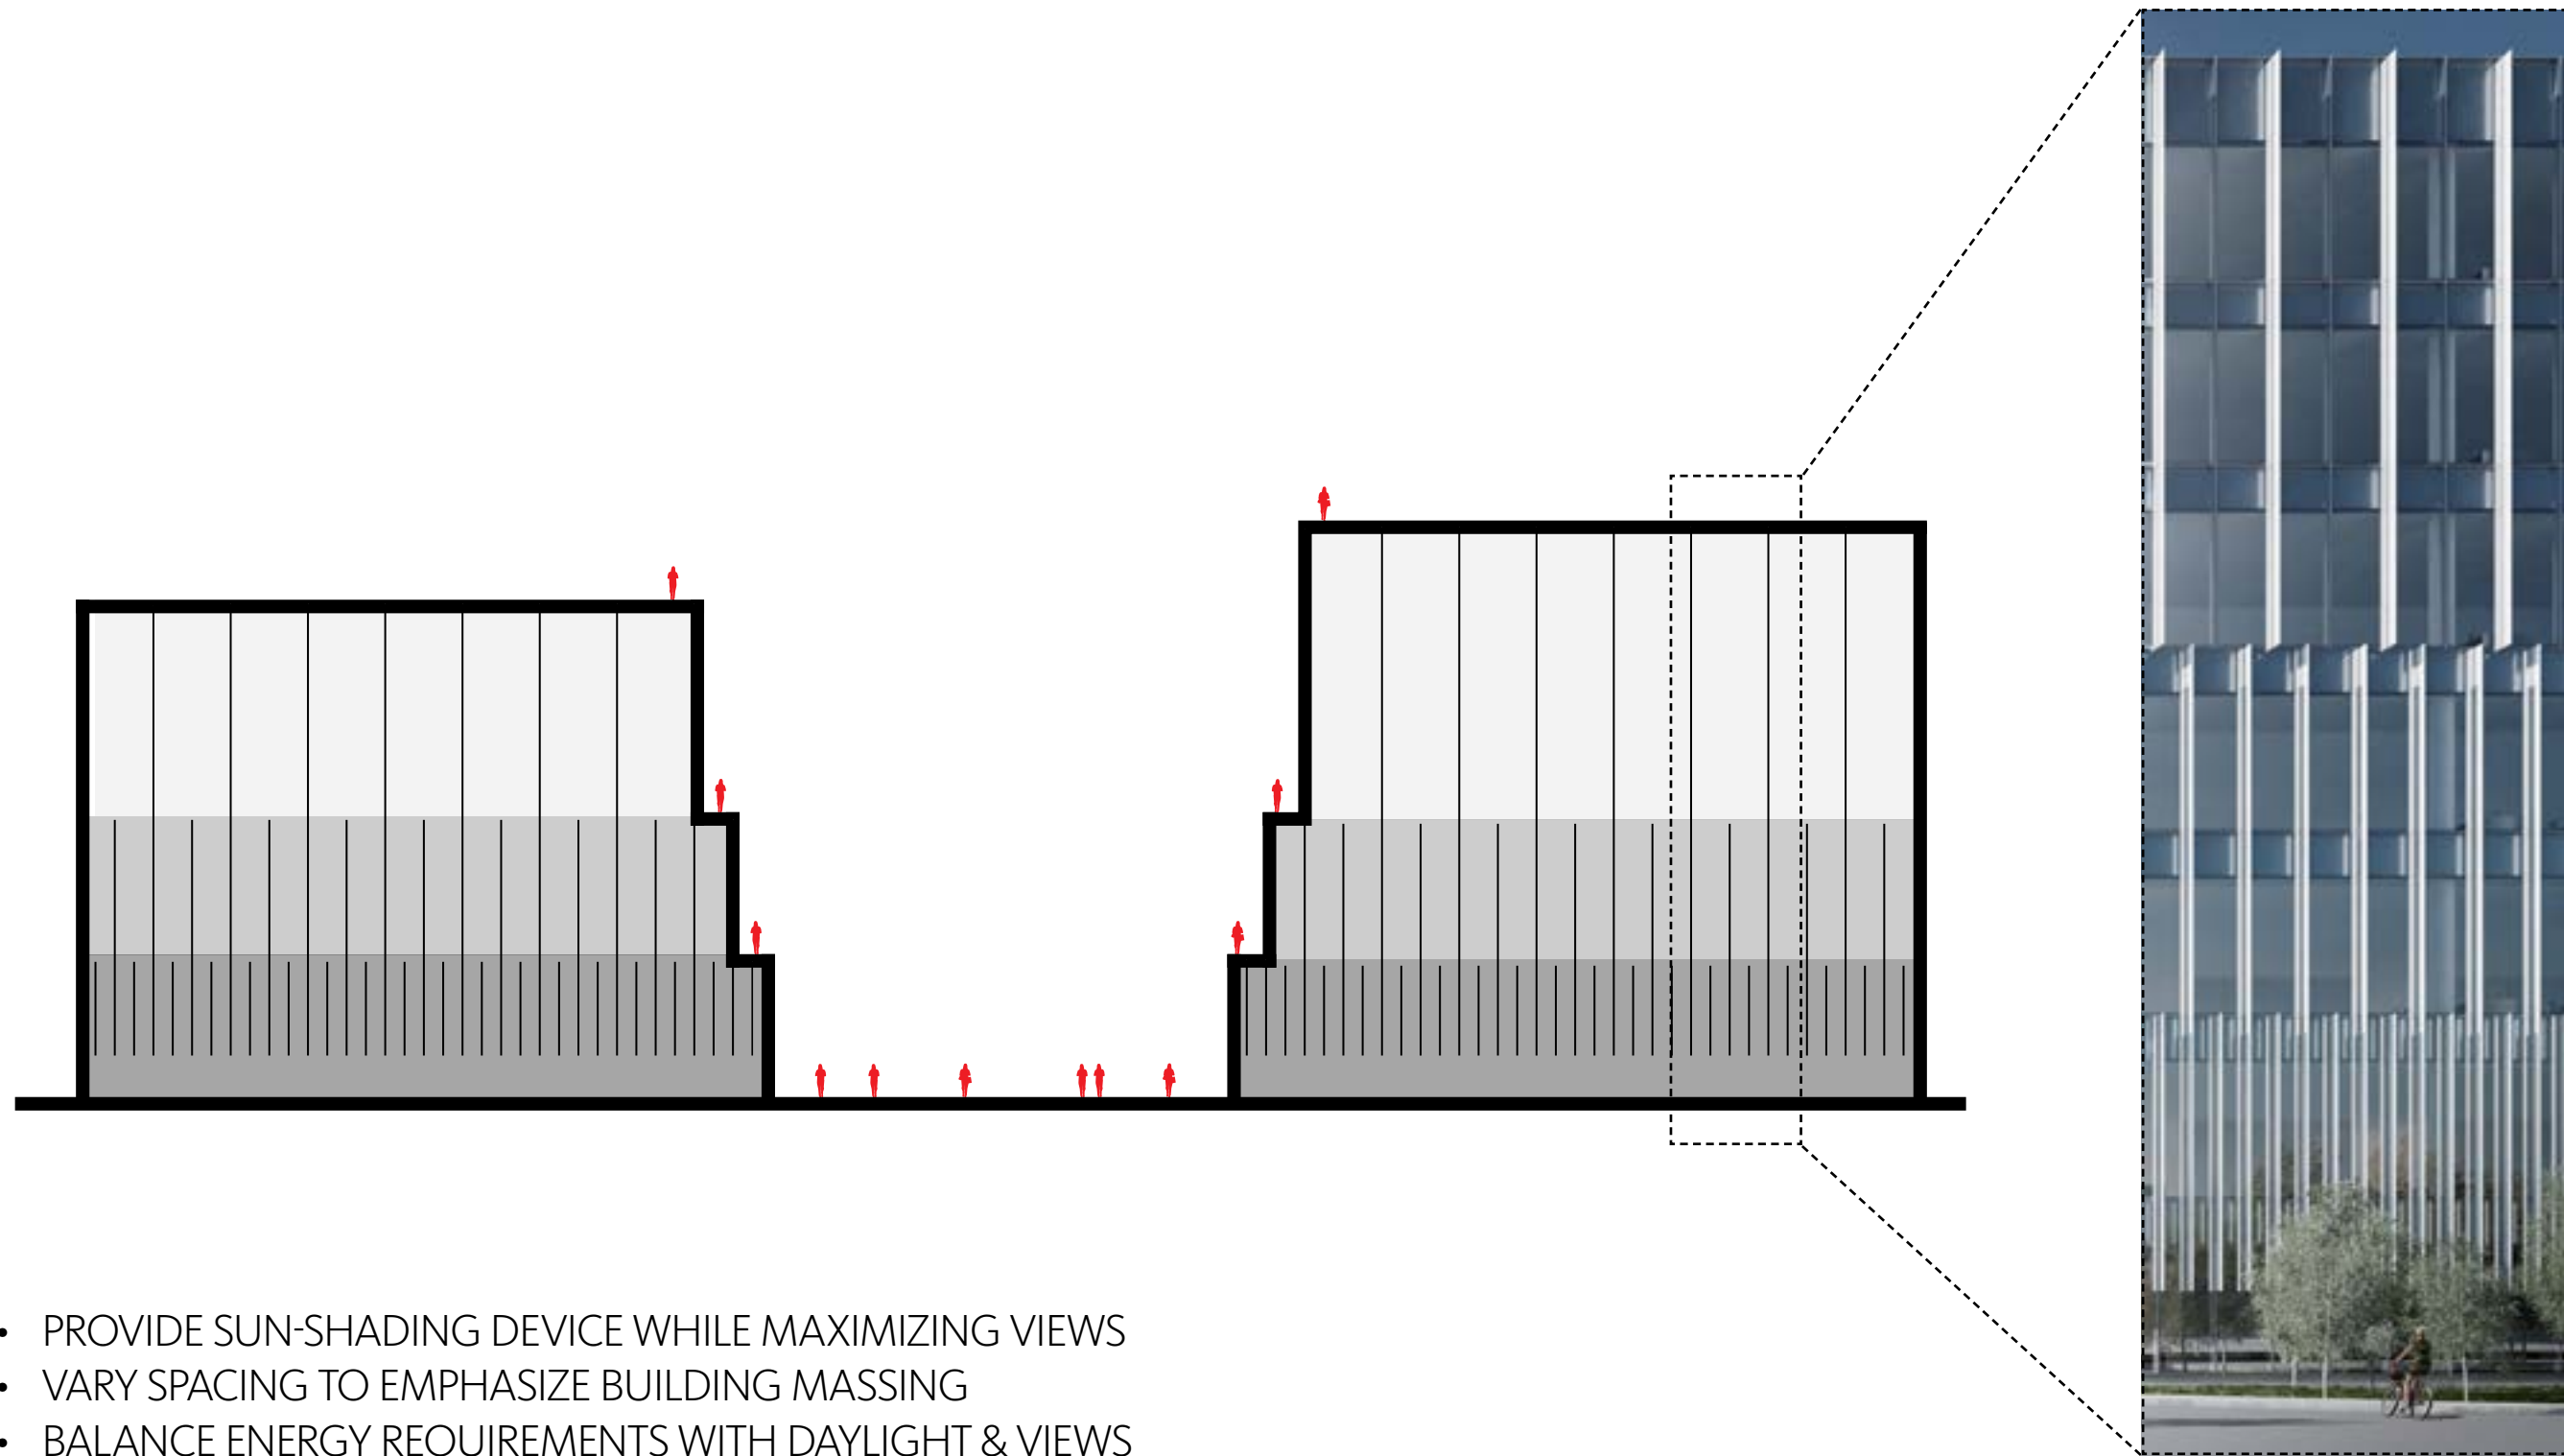 • PROVIDE SUN-SHADING DEVICE WHILE MAXIMIZING VIEWS
• VARY SPACING TO EMPHASIZE BUILDING MASSING
• BALANCE ENERGY REQUIREMENTS WITH DAYLIGHT & VIEWS